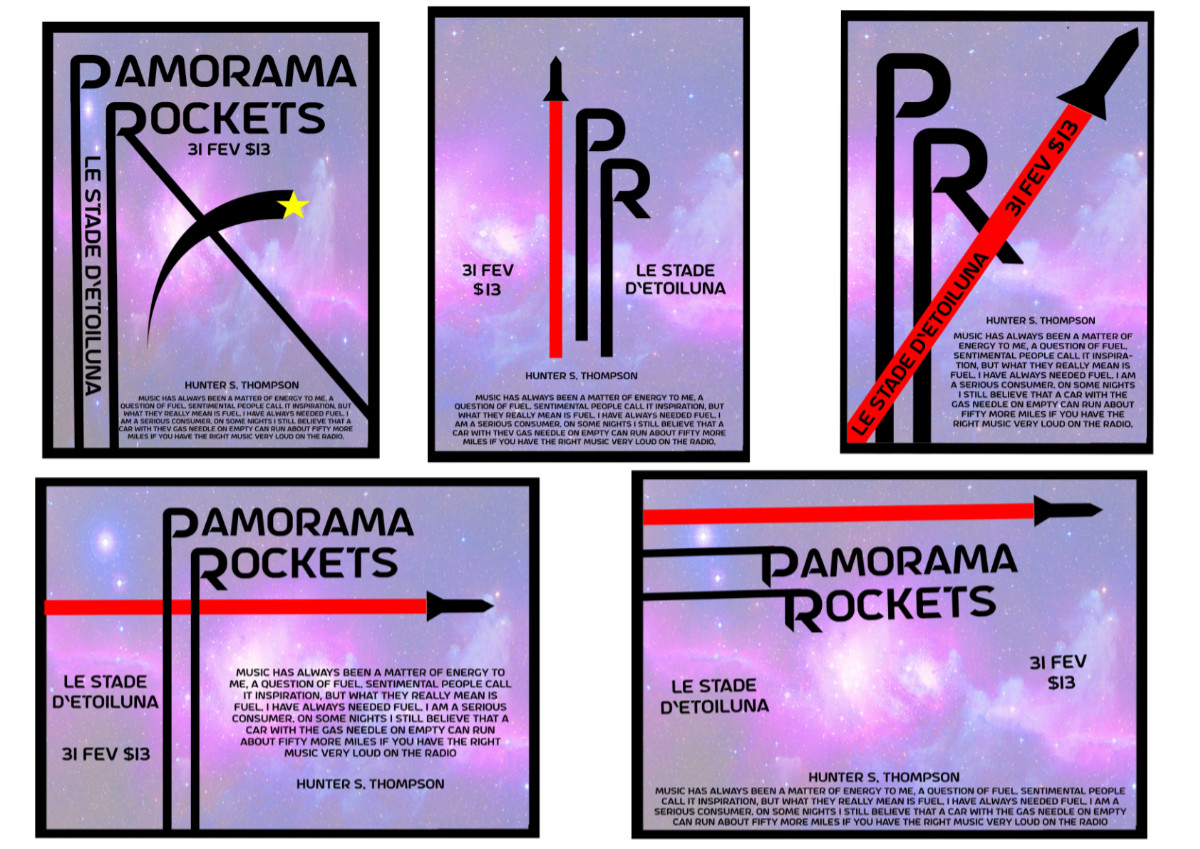 PAMORAMA
ROCKETS
31 FEV $13
LE STADE D'ETOILUNA
HUNTER S. THOMPSON
MUSIC HAS ALWAYS BEEN A MATTER OF ENERGY TO ME, A
QUESTION OF FUEL. SENTIMENTAL PEOPLE CALL IT INSPIRATION, BUT
WHAT THEY REALLY MEAN IS FUEL. I HAVE ALWAYS NEEDED FUEL. I
AM A SERIOUS CONSUMER. ON SOME NIGHTS I STILL BELIEVE THAT A
CAR WITH THEV GAS NEEDLE ON EMPTY CAN RUN ABOUT FIFTY MORE
MILES IF YOU HAVE THE RIGHT MUSIC VERY LOUD ON THE RADIO.
P
R
31 FEV
$13
LE STADE
D'ETOILUNA
HUNTER S. THOMPSON
MUSIC HAS ALWAYS BEEN A MATTER OF ENERGY TO ME, A
QUESTION OF FUEL. SENTIMENTAL PEOPLE CALL IT INSPIRATION, BUT
WHAT THEY REALLY MEAN IS FUEL. I HAVE ALWAYS NEEDED FUEL. I
AM A SERIOUS CONSUMER. ON SOME NIGHTS I STILL BELIEVE THAT A
CAR WITH THEV GAS NEEDLE ON EMPTY CAN RUN ABOUT FIFTY MORE
MILES IF YOU HAVE THE RIGHT MUSIC VERY LOUD ON THE RADIO.
P
R
LE STADE D'ETOILUNA 31 FEV $13
HUNTER S. THOMPSON
MUSIC HAS ALWAYS BEEN A MATTER OF
ENERGY TO ME, A QUESTION OF FUEL.
SENTIMENTAL PEOPLE CALL IT INSPIRA-
TION, BUT WHAT THEY REALLY MEAN IS
FUEL. I HAVE ALWAYS NEEDED FUEL. I AM
A SERIOUS CONSUMER. ON SOME NIGHTS
I STILL BELIEVE THAT A CAR WITH THE
GAS NEEDLE ON EMPTY CAN RUN ABOUT
FIFTY MORE MILES IF YOU HAVE THE
RIGHT MUSIC VERY LOUD ON THE RADIO.
PAMORAMA
ROCKETS
LE STADE
D'ETOILUNA
31 FEV $13
MUSIC HAS ALWAYS BEEN A MATTER OF ENERGY TO
ME, A QUESTION OF FUEL. SENTIMENTAL PEOPLE CALL
IT INSPIRATION, BUT WHAT THEY REALLY MEAN IS
FUEL. I HAVE ALWAYS NEEDED FUEL. I AM A SERIOUS
CONSUMER. ON SOME NIGHTS I STILL BELIEVE THAT A
CAR WITH THE GAS NEEDLE ON EMPTY CAN RUN
ABOUT FIFTY MORE MILES IF YOU HAVE THE RIGHT
MUSIC VERY LOUD ON THE RADIO
HUNTER S. THOMPSON
PAMORAMA
ROCKETS
31 FEV
$13
LE STADE
D'ETOILUNA
HUNTER S. THOMPSON
MUSIC HAS ALWAYS BEEN A MATTER OF ENERGY TO ME, A QUESTION OF FUEL. SENTIMENTAL PEOPLE
CALL IT INSPIRATION, BUT WHAT THEY REALLY MEAN IS FUEL. I HAVE ALWAYS NEEDED FUEL. I AM A
SERIOUS CONSUMER. ON SOME NIGHTS I STILL BELIEVE THAT A CAR WITH THE GAS NEEDLE ON EMPTY
CAN RUN ABOUT FIFTY MORE MILES IF YOU HAVE THE RIGHT MUSIC VERY LOUD ON THE RADIO